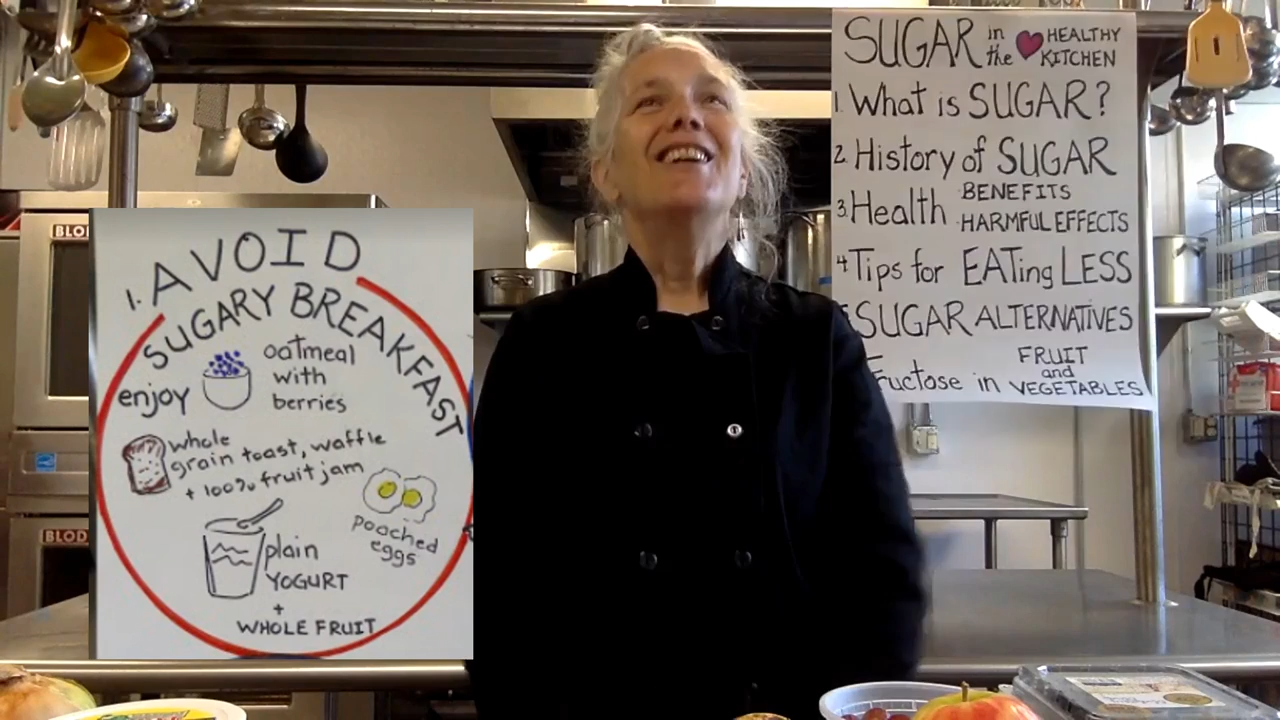 1. AVOID
SUGARY BREAKFAST
enjoy
oatmeal
with
berries
whole
grain toast, waffle
+ 100% fruit jam
poached
eggs
plain
YOGURT
+
WHOLE FRUIT
SUGAR in the HEALTHY KITCHEN
1. What is SUGAR?
2. History of SUGAR
3. Health · BENEFITS
· HARMFUL EFFECTS
4. Tips for EATing LESS
SUGAR ALTERNATIVES
Fructose in FRUIT and VEGETABLES
BLOD
BLOD